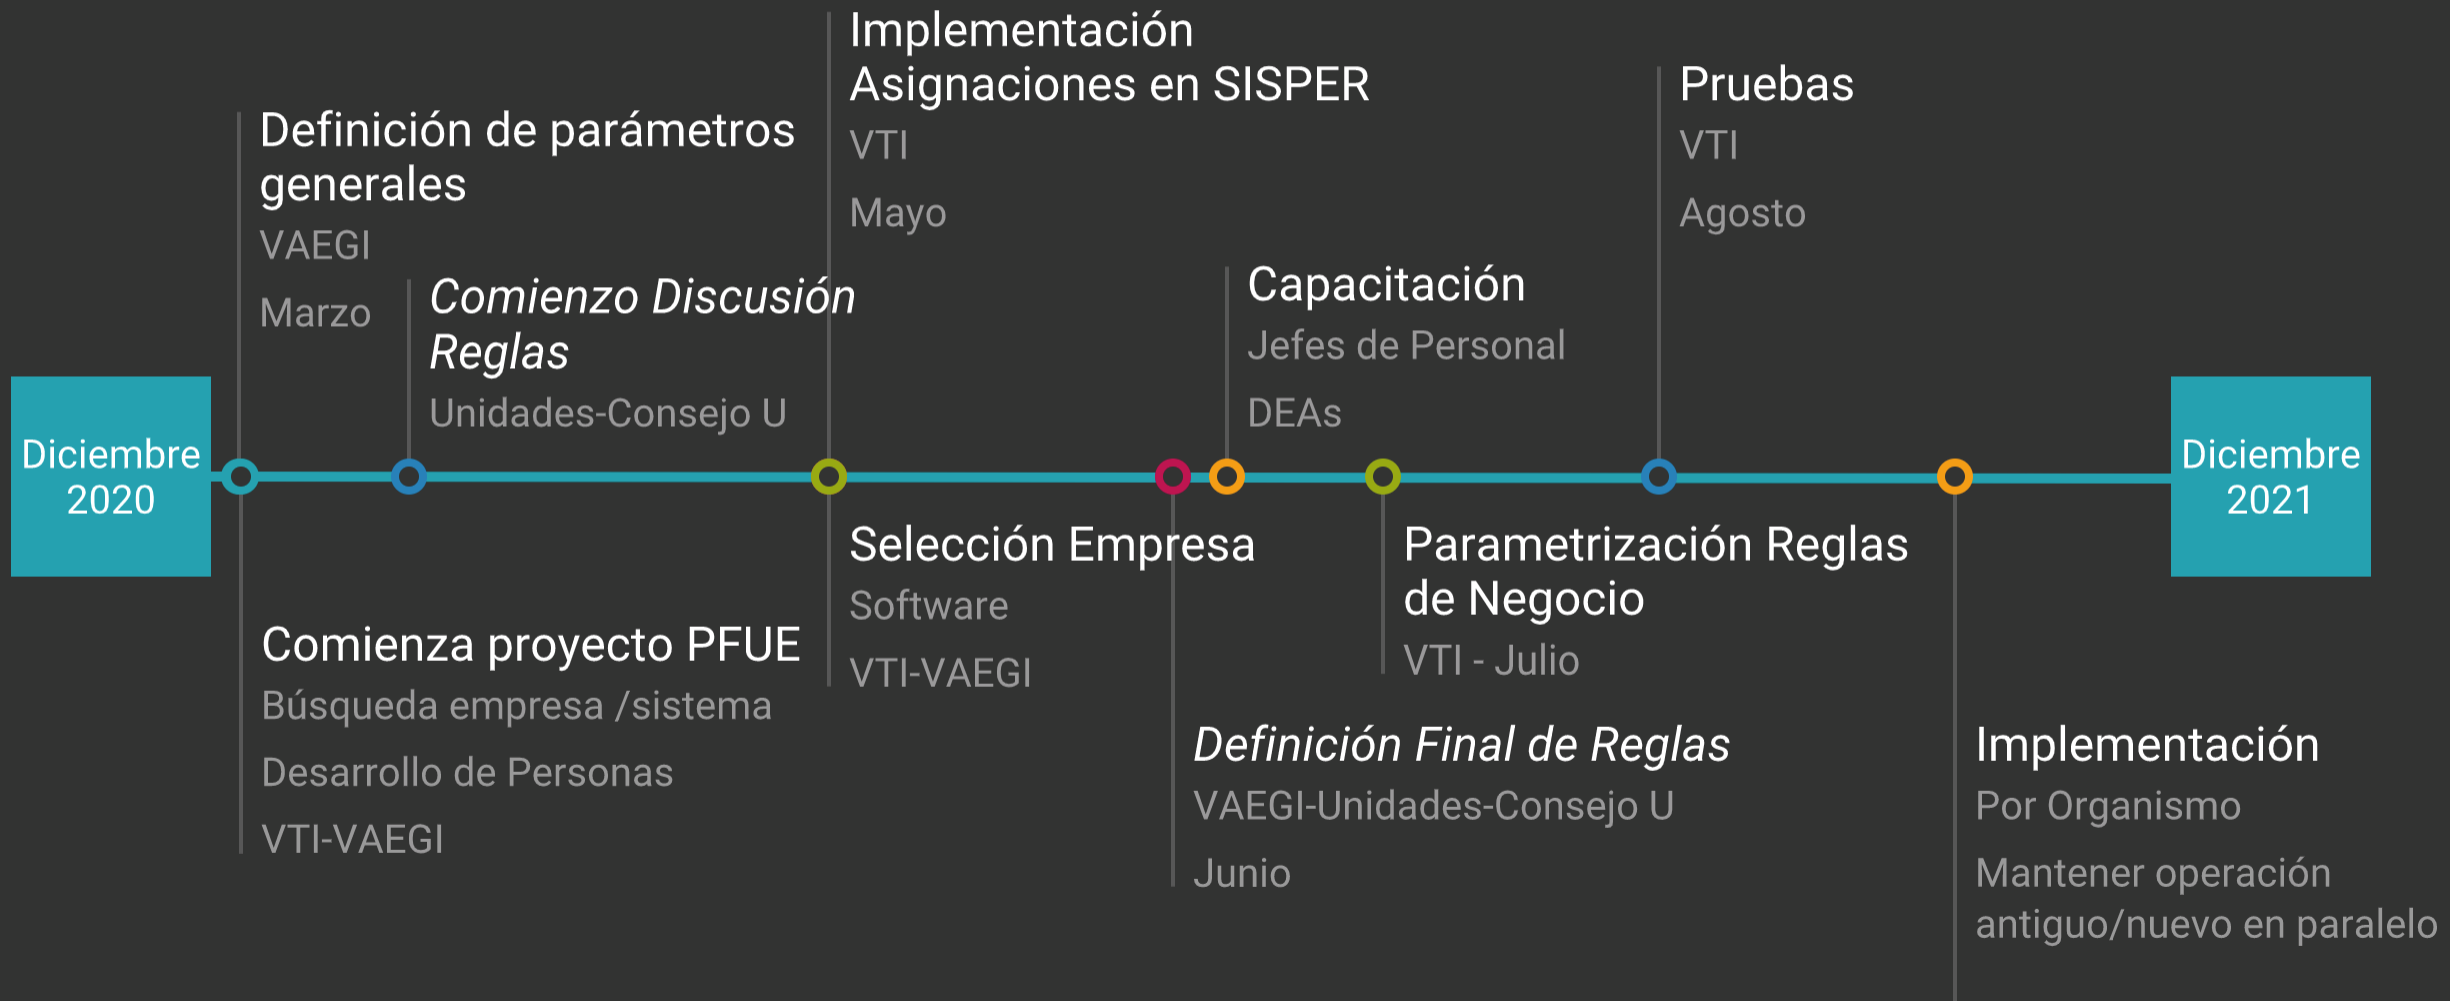 Diciembre
2020
Definición de parámetros
generales
VAEGI
Marzo
Comienza proyecto PFUE
Búsqueda empresa /sistema
Desarrollo de Personas
VTI-VAEGI
Comienzo Discusión
Reglas
Unidades-Consejo U
Implementación
Asignaciones en SISPER
VTI
Mayo
Selección Empresa
Software
VTI-VAEGI
Definición Final de Reglas
VAEGI-Unidades-Consejo U
Junio
Capacitación
Jefes de Personal
DEAs
Parametrización Reglas
de Negocio
VTI - Julio
Pruebas
VTI
Agosto
Implementación
Por Organismo
Mantener operación
antiguo/nuevo en paralelo
Diciembre
2021